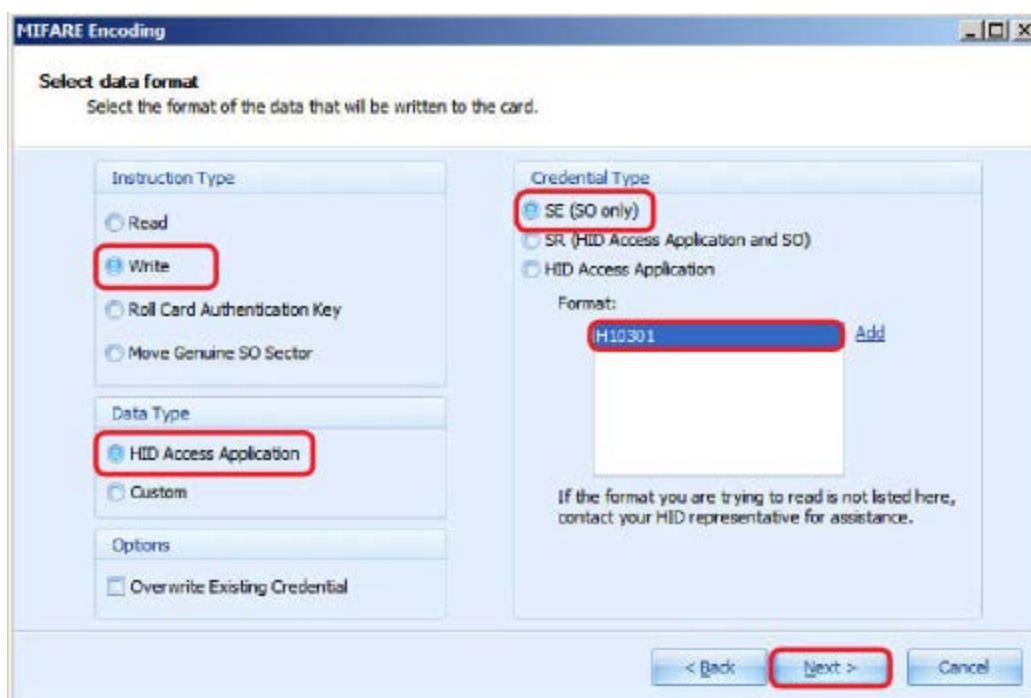 MIFARE Encoding
Select data format
Select the format of the data that will be written to the card.
Instruction Type
Read
Write
Roll Card Authentication Key
Move Genuine SO Sector
Data Type
HID Access Application
Custom
Options
Overwrite Existing Credential
Credential Type
SE (SO only)
SR (HID Access Application and SO)
HID Access Application
Format:
H10301
Add
If the format you are trying to read is not listed here,
contact your HID representative for assistance.
< Back
Next >
Cancel